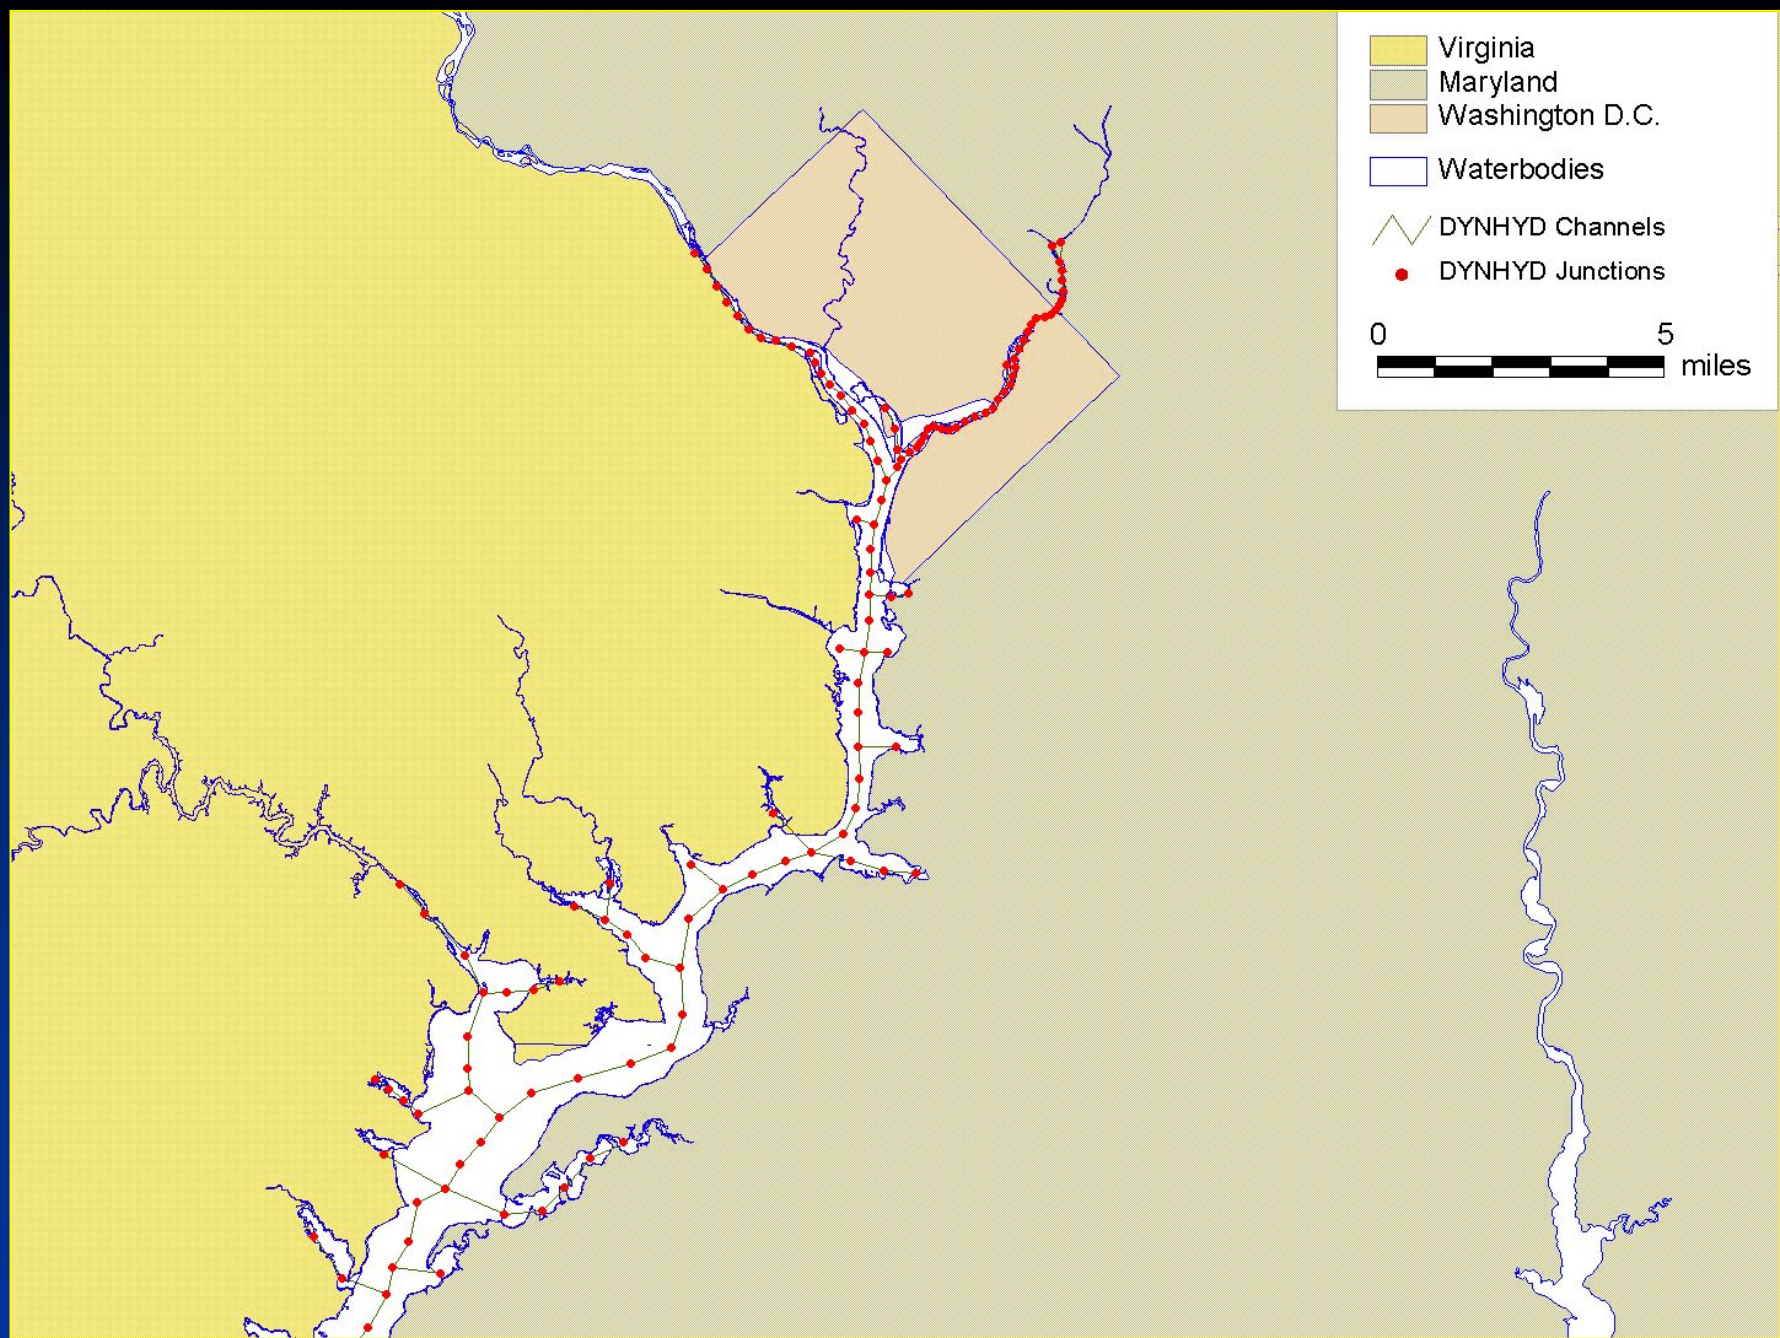 Virginia
Maryland
Washington D.C.
Waterbodies
DYNHYD Channels
DYNHYD Junctions
0 5
miles